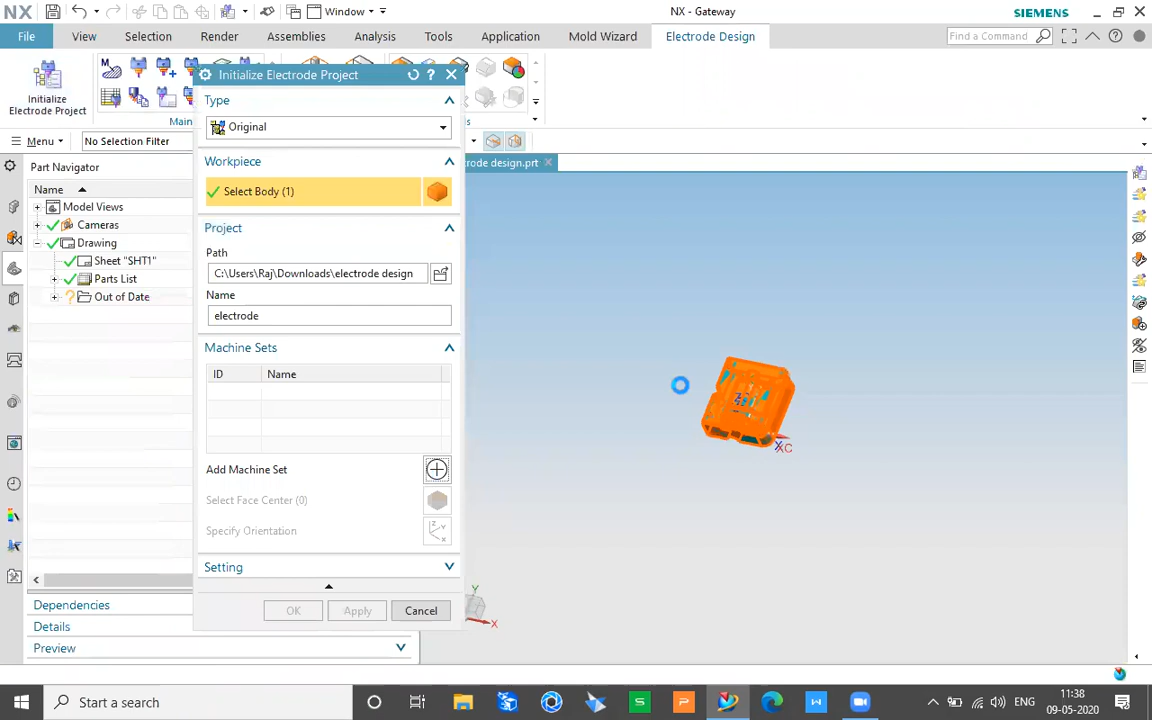 NX
Window
NX - Gateway
SIEMENS
File
View
Selection
Render
Assemblies
Analysis
Tools
Application
Mold Wizard
Electrode Design
Find a Command
Initialize
Electrode Project
Main
Menu
No Selection Filter
rode design.prt
Part Navigator
Name
Model Views
Cameras
Drawing
Sheet "SHT1"
Parts List
Out of Date
Dependencies
Details
Preview
Initialize Electrode Project
Type
Original
Workpiece
Select Body (1)
Project
Path
C:\Users\Raj\Downloads\electrode design
Name
electrode
Machine Sets
ID
Name
Add Machine Set
Select Face Center (0)
Specify Orientation
Setting
OK
Apply
Cancel
XC
Y
X
Start a search
ENG
11:38
09-05-2020